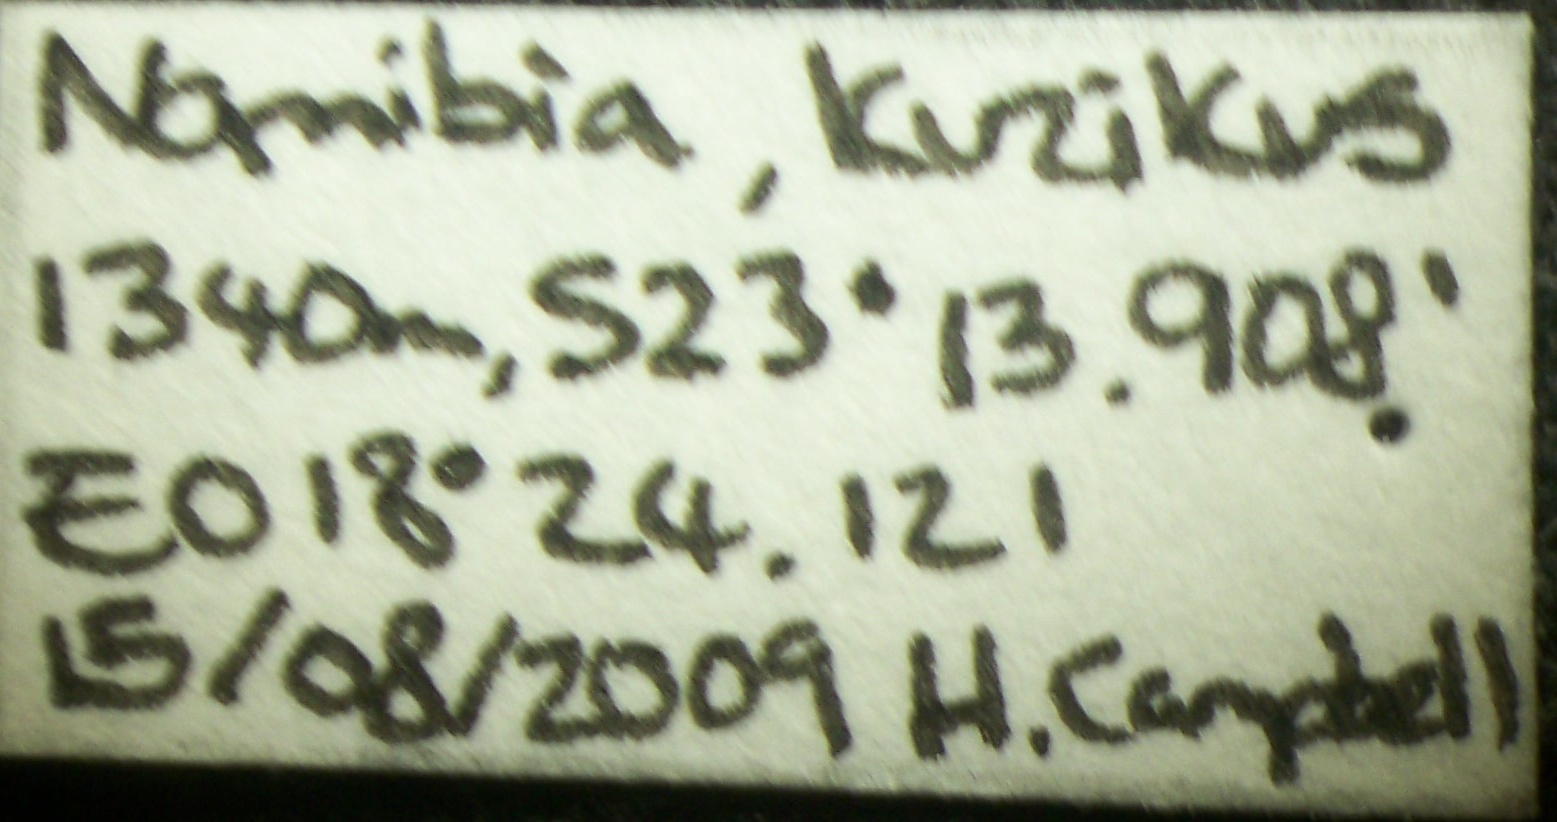 Namibia, Kuzikus
1340m, S23°13.908'
E018°24.121
15/08/2009 H. Campbell